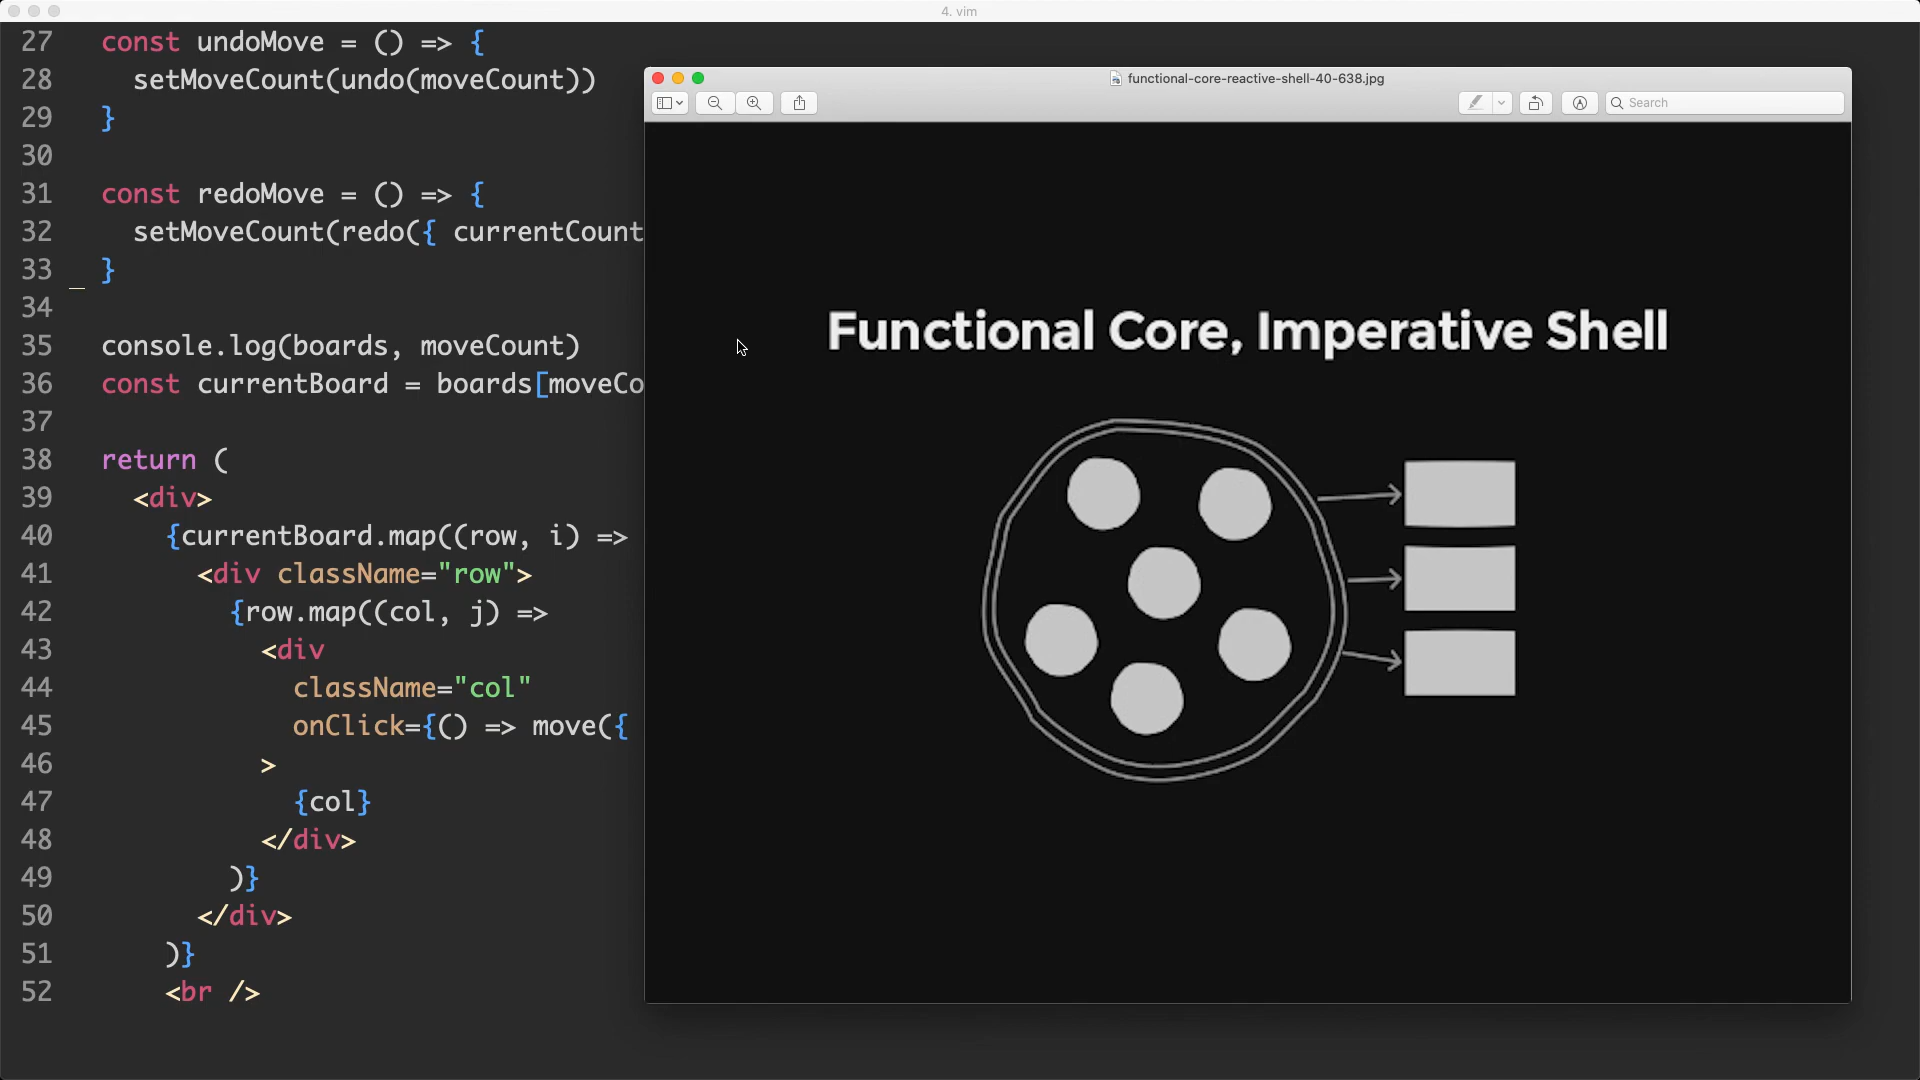 4. vim
27 const undoMove = () => {
28 setMoveCount(undo(moveCount))
29 }
30
31 const redoMove = () => {
32 setMoveCount(redo({ currentCount
33 }
34
35 console.log(boards, moveCount)
36 const currentBoard = boards[moveCo
37
38 return (
39 <div>
40 {currentBoard.map((row, i) =>
41 <div className="row">
42 {row.map((col, j) =>
43 <div
44 className="col"
45 onClick={() => move({
46 >
47 {col}
48 </div>
49 )}
50 </div>
51 )}
52 <br />
functional-core-reactive-shell-40-638.jpg
Search
Functional Core, Imperative Shell